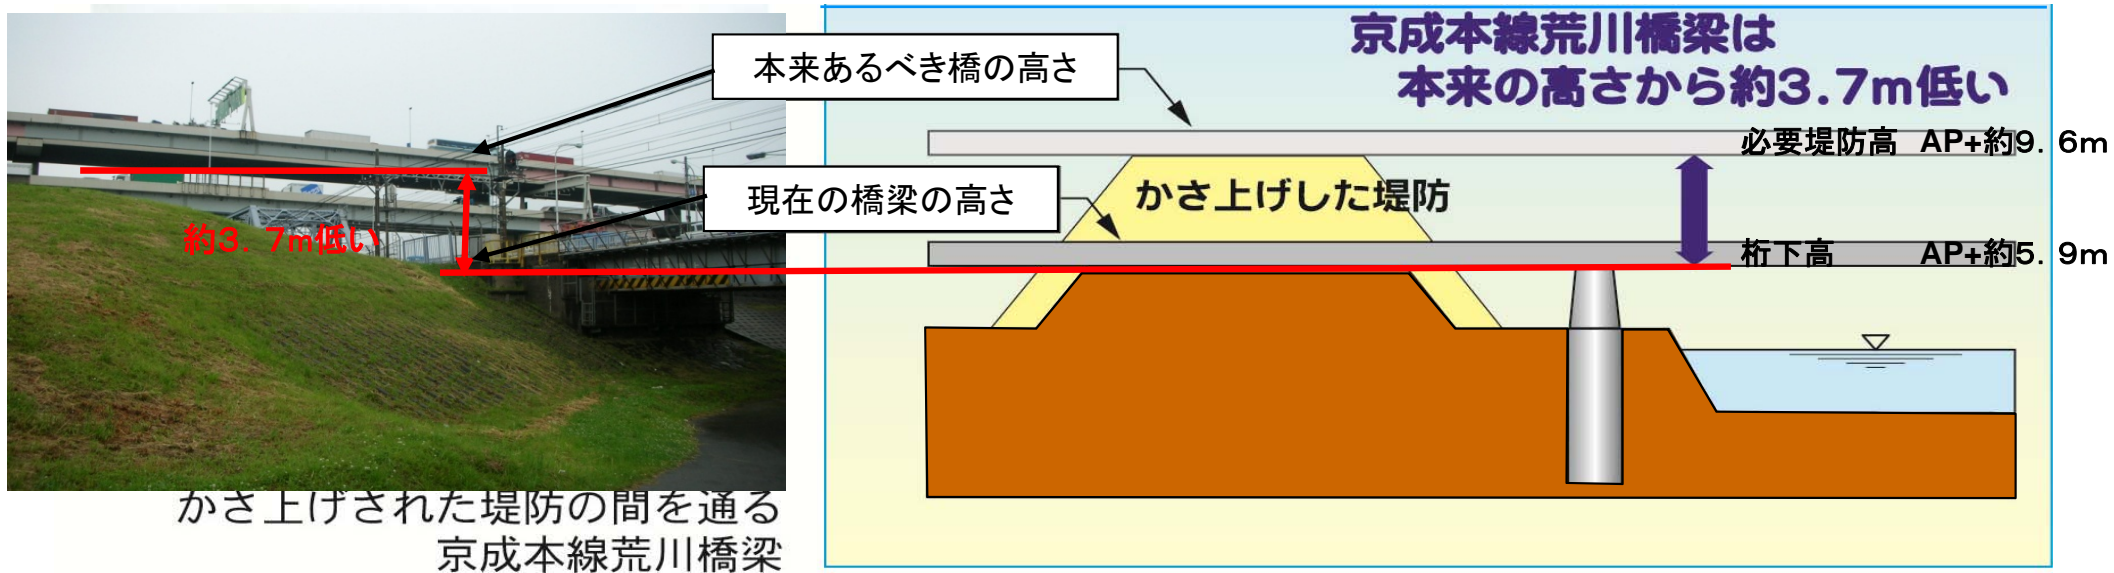 本来あるべき橋の高さ
現在の橋梁の高さ
約3．7m低い
かさ上げされた堤防の間を通る
京成本線荒川橋梁
京成本線荒川橋梁は
本来の高さから約3.7m低い
必要堤防高 AP+約9．6m
かさ上げした堤防
桁下高 AP+約5．9m